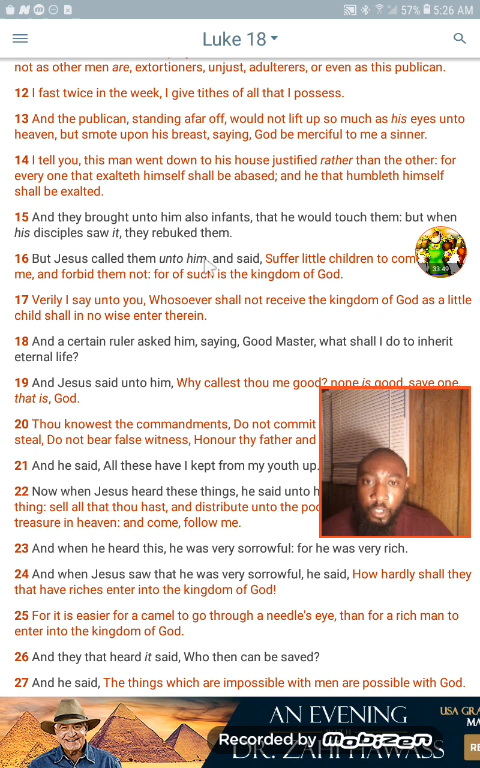 57% 5:26 AM
Luke 18
not as other men are, extortioners, unjust, adulterers, or even as this publican.
12 I fast twice in the week, I give tithes of all that I possess.
13 And the publican, standing afar off, would not lift up so much as his eyes unto
heaven, but smote upon his breast, saying, God be merciful to me a sinner.
14 I tell you, this man went down to his house justified rather than the other: for
every one that exalteth himself shall be abased; and he that humbleth himself
shall be exalted.
15 And they brought unto him also infants, that he would touch them: but when
his disciples saw it, they rebuked them.
16 But Jesus called them unto him, and said, Suffer little children to com
me, and forbid them not: for of such is the kingdom of God.
33:49
17 Verily I say unto you, Whosoever shall not receive the kingdom of God as a little
child shall in no wise enter therein.
18 And a certain ruler asked him, saying, Good Master, what shall I do to inherit
eternal life?
19 And Jesus said unto him, Why callest thou me good? none is good, save one,
that is, God.
20 Thou knowest the commandments, Do not commit
steal, Do not bear false witness, Honour thy father and
21 And he said, All these have I kept from my youth up.
22 Now when Jesus heard these things, he said unto h
thing: sell all that thou hast, and distribute unto the poo
treasure in heaven: and come, follow me.
23 And when he heard this, he was very sorrowful: for he was very rich.
24 And when Jesus saw that he was very sorrowful, he said, How hardly shall they
that have riches enter into the kingdom of God!
25 For it is easier for a camel to go through a needle's eye, than for a rich man to
enter into the kingdom of God.
26 And they that heard it said, Who then can be saved?
27 And he said, The things which are impossible with men are possible with God.
AN EVENING
USA GRA
MA
Recorded by Mobizen
DR. ZAHI HAWASS
RE